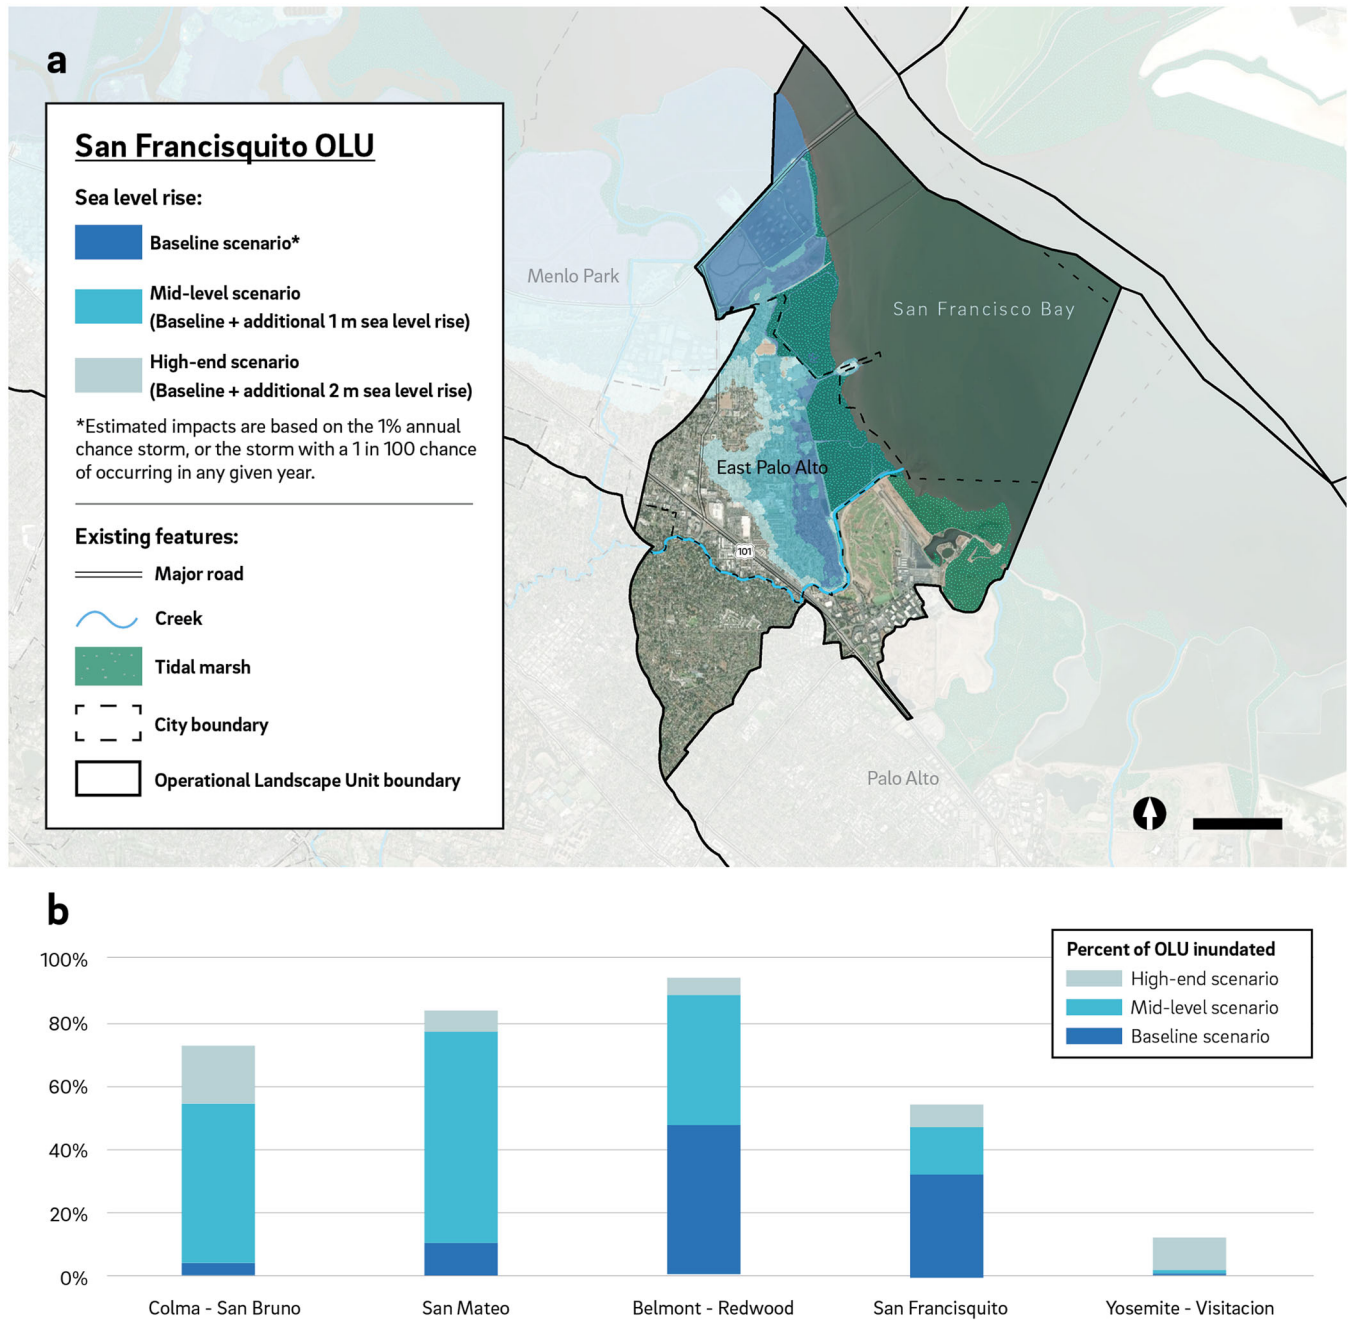 a
San Francisquito OLU
Sea level rise:
Baseline scenario*
Mid-level scenario
(Baseline + additional 1 m sea level rise)
High-end scenario
(Baseline + additional 2 m sea level rise)
*Estimated impacts are based on the 1% annual
chance storm, or the storm with a 1 in 100 chance
of occurring in any given year.
Existing features:
Major road
Creek
Tidal marsh
City boundary
Operational Landscape Unit boundary
Menlo Park
San Francisco Bay
East Palo Alto
101
Palo Alto
b
Percent of OLU inundated
High-end scenario
Mid-level scenario
Baseline scenario
100%
80%
60%
40%
20%
0%
Colma - San Bruno
San Mateo
Belmont - Redwood
San Francisquito
Yosemite - Visitacion